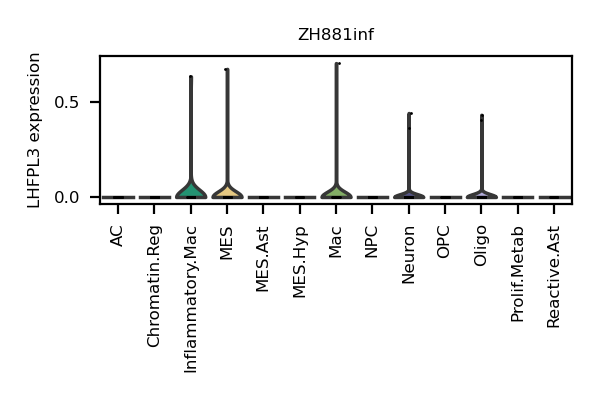 ZH881inf
LHFPL3 expression
0.5
0.0
AC
Chromatin.Reg
Inflammatory.Mac
MES
MES.Ast
MES.Hyp
Mac
NPC
Neuron
OPC
Oligo
Prolif.Metab
Reactive.Ast